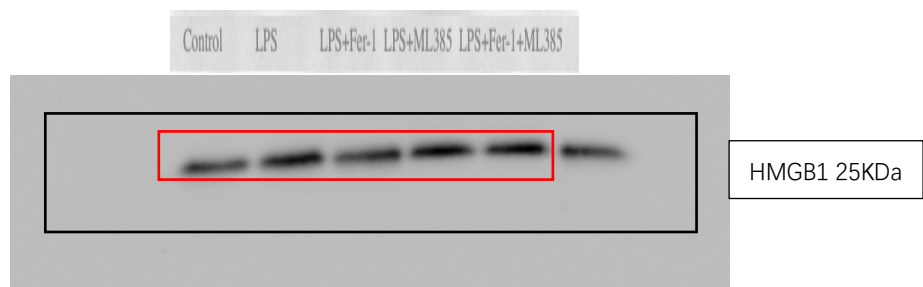 Control LPS LPS+Fer-1 LPS+ML385 LPS+Fer-1+ML385
HMGB1 25KDa